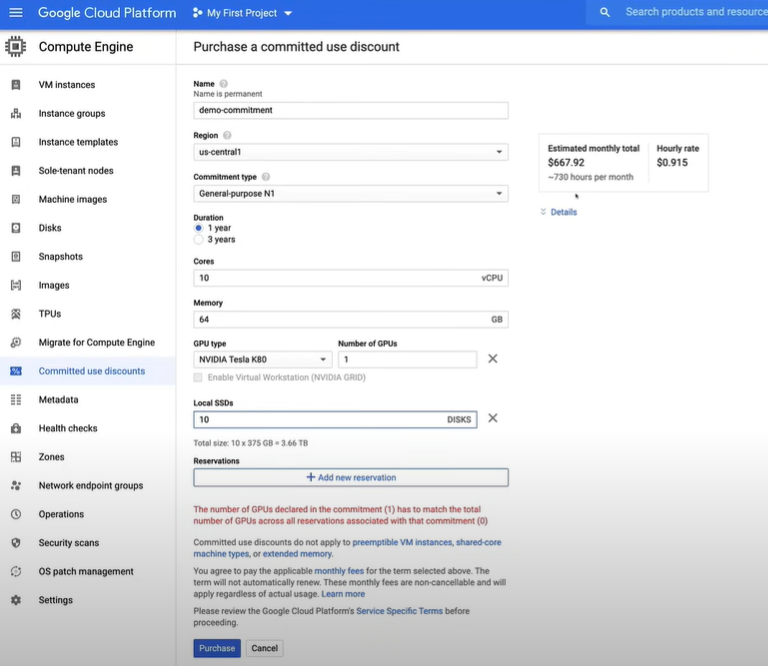 Google Cloud Platform
My First Project
Search products and resource
Compute Engine
Purchase a committed use discount
VM instances
Instance groups
Instance templates
Sole-tenant nodes
Machine images
Disks
Snapshots
Images
TPUs
Migrate for Compute Engine
Committed use discounts
Metadata
Health checks
Zones
Network endpoint groups
Operations
Security scans
OS patch management
Settings
Name
Name is permanent
demo-commitment
Region
us-central1
Commitment type
General-purpose N1
Duration
1 year
3 years
Cores
10 vCPU
Memory
64 GB
GPU type Number of GPUs
NVIDIA Tesla K80 1
Enable Virtual Workstation (NVIDIA GRID)
Local SSDs
10 DISKS
Total size: 10 x 375 GB = 3.66 TB
Reservations
Add new reservation
The number of GPUs declared in the commitment (1) has to match the total
number of GPUs across all reservations associated with that commitment (0)
Committed use discounts do not apply to preemptible VM instances, shared-core
machine types, or extended memory.
You agree to pay the applicable monthly fees for the term selected above. The
term will not automatically renew. These monthly fees are non-cancellable and will
apply regardless of actual usage. Learn more
Please review the Google Cloud Platform's Service Specific Terms before
proceeding.
Purchase Cancel
Estimated monthly total Hourly rate
$667.92 $0.915
~730 hours per month
Details